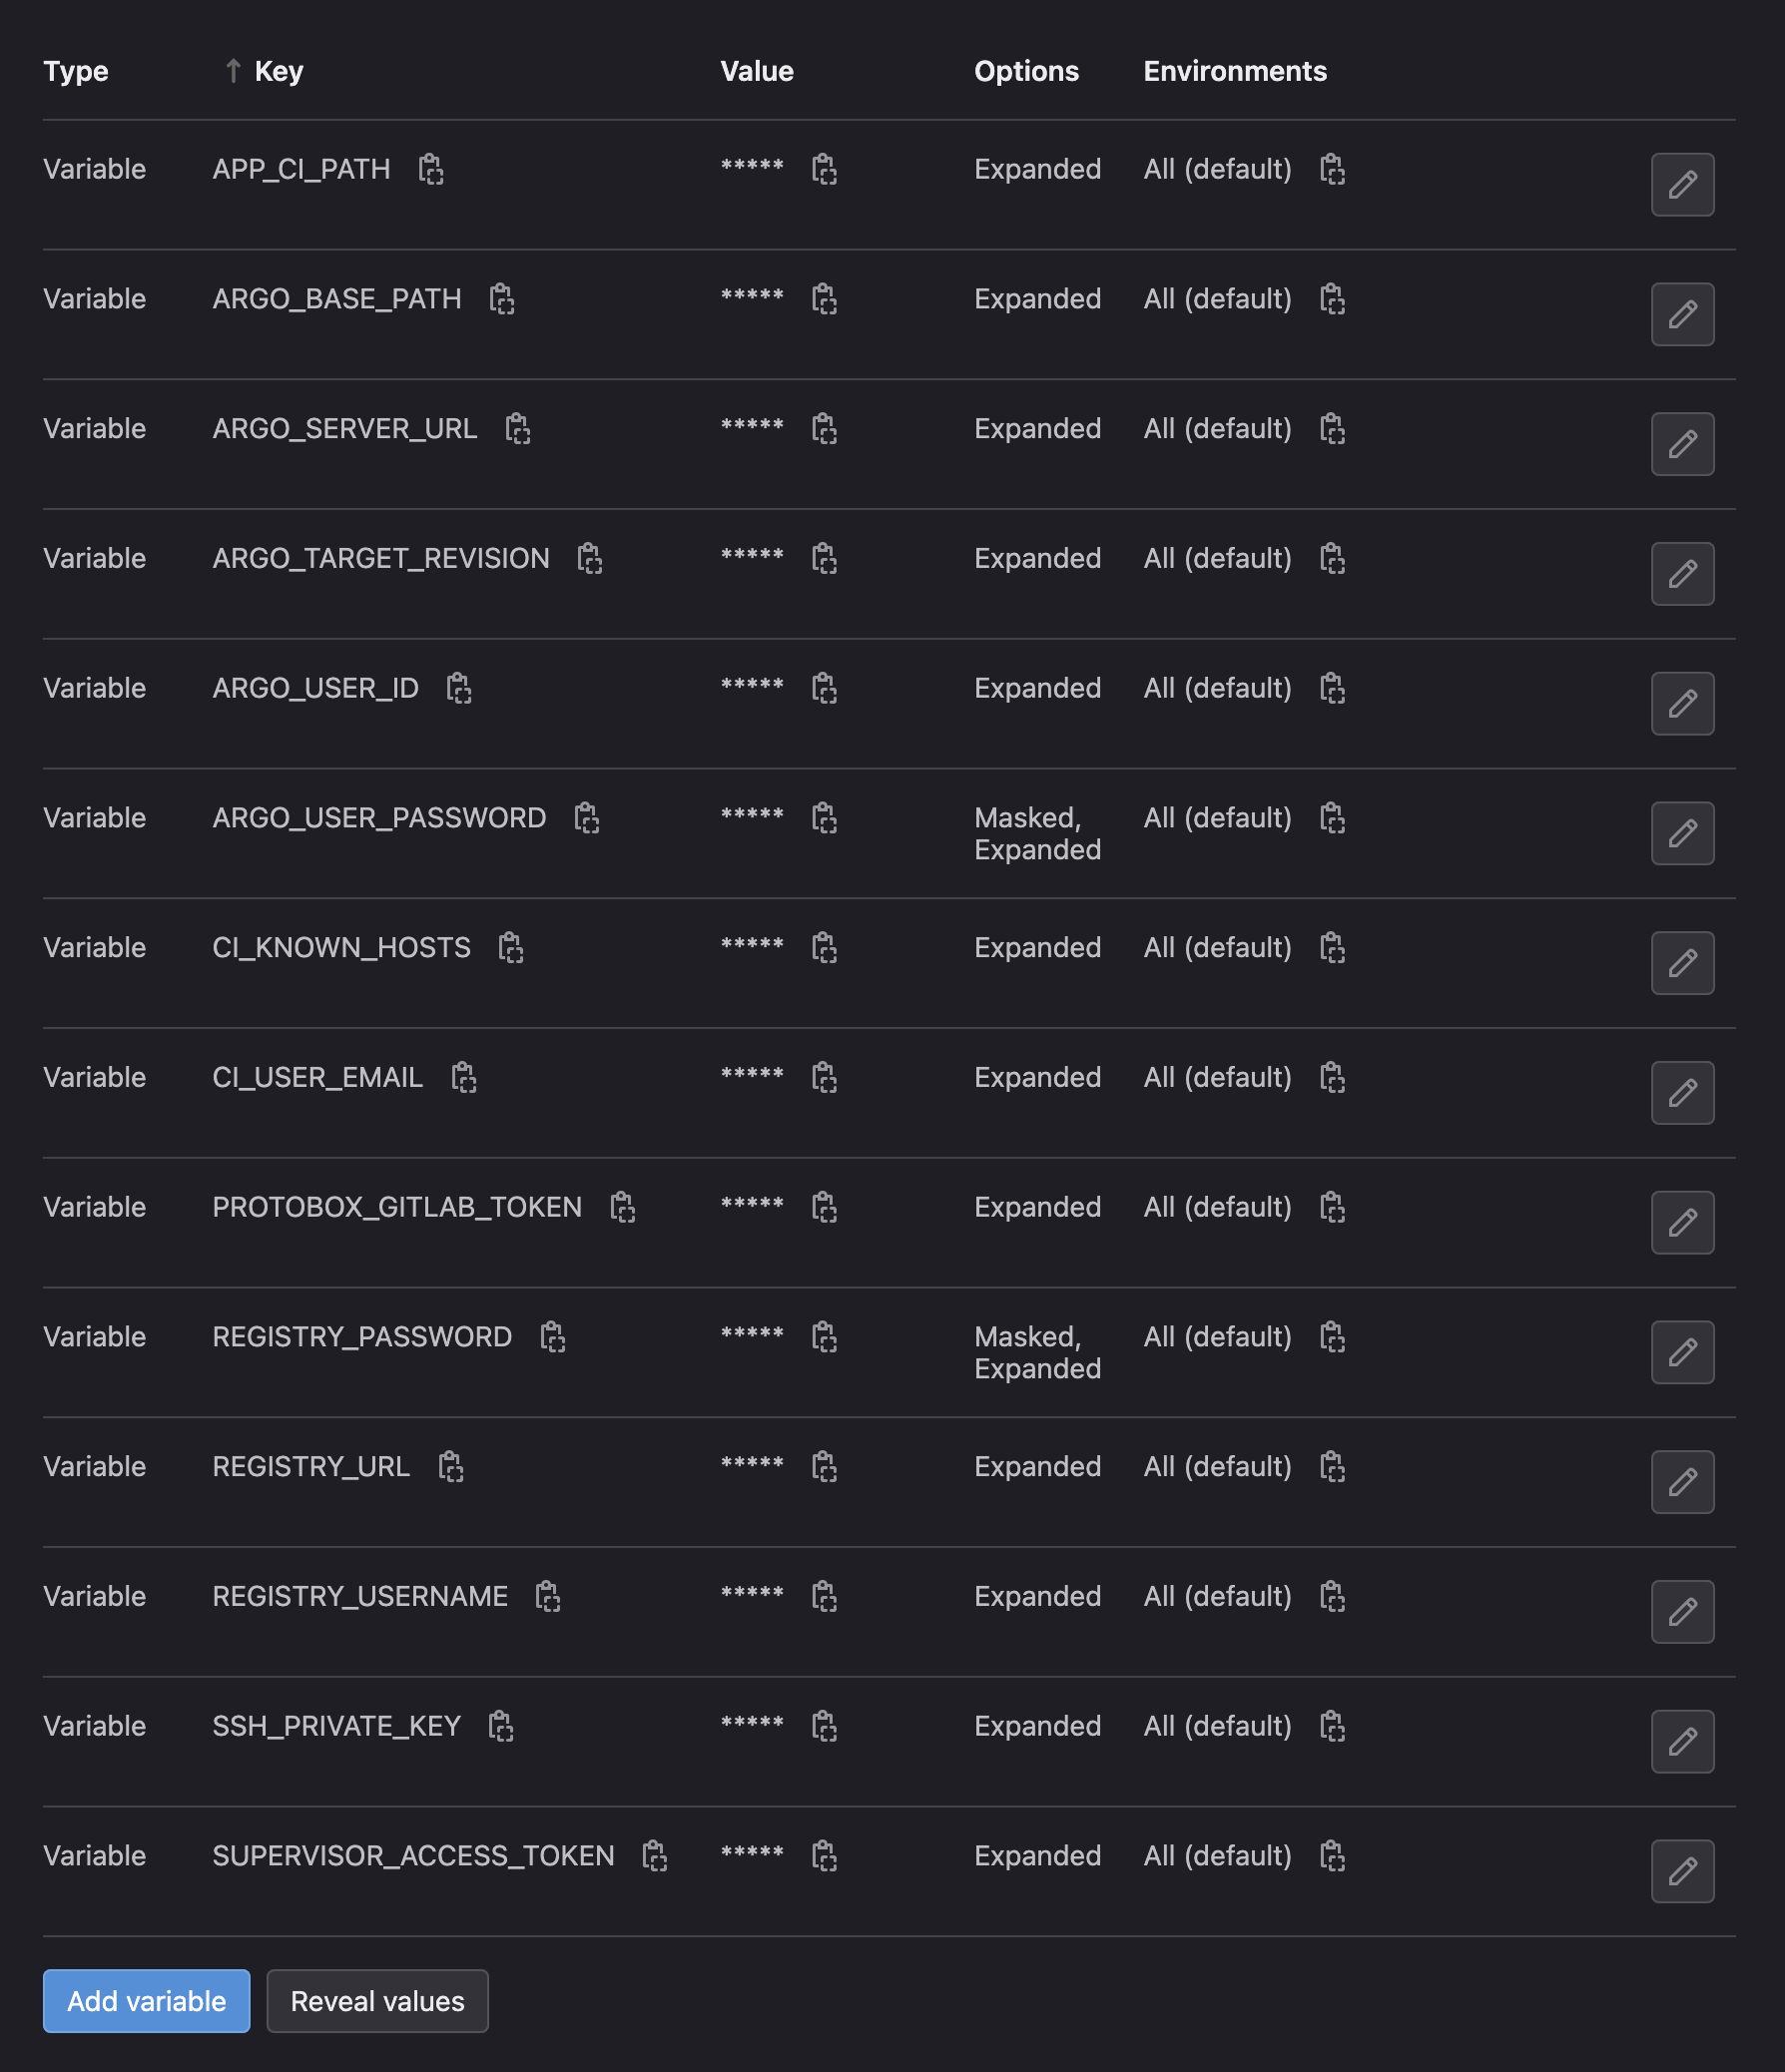 Type ↑ Key Value Options Environments
Variable APP_CI_PATH ***** Expanded All (default)
Variable ARGO_BASE_PATH ***** Expanded All (default)
Variable ARGO_SERVER_URL ***** Expanded All (default)
Variable ARGO_TARGET_REVISION ***** Expanded All (default)
Variable ARGO_USER_ID ***** Expanded All (default)
Variable ARGO_USER_PASSWORD ***** Masked, All (default)
Expanded
Variable CI_KNOWN_HOSTS ***** Expanded All (default)
Variable CI_USER_EMAIL ***** Expanded All (default)
Variable PROTOBOX_GITLAB_TOKEN ***** Expanded All (default)
Variable REGISTRY_PASSWORD ***** Masked, All (default)
Expanded
Variable REGISTRY_URL ***** Expanded All (default)
Variable REGISTRY_USERNAME ***** Expanded All (default)
Variable SSH_PRIVATE_KEY ***** Expanded All (default)
Variable SUPERVISOR_ACCESS_TOKEN ***** Expanded All (default)
Add variable Reveal values